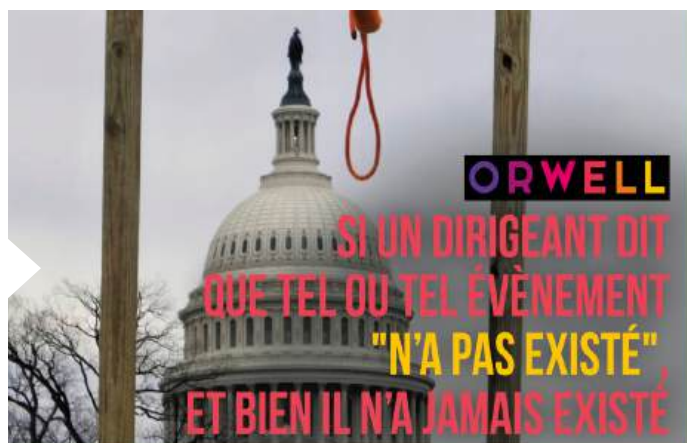 ORWELL
SI UN DIRIGEANT DIT
QUE TEL OU TEL ÉVÈNEMENT
"N'A PAS EXISTÉ",
ET BIEN IL N'A JAMAIS EXISTÉ